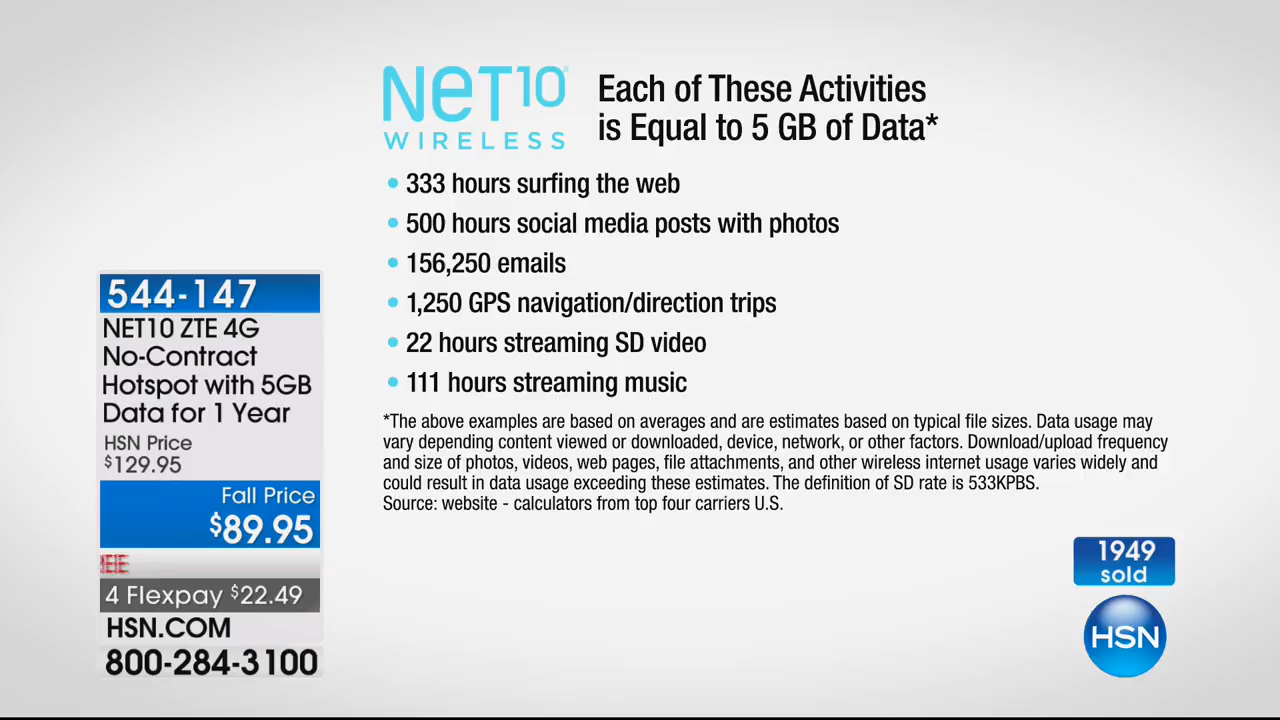 NET10®
WIRELESS
Each of These Activities
is Equal to 5 GB of Data*
• 333 hours surfing the web
• 500 hours social media posts with photos
• 156,250 emails
• 1,250 GPS navigation/direction trips
• 22 hours streaming SD video
• 111 hours streaming music
*The above examples are based on averages and are estimates based on typical file sizes. Data usage may
vary depending content viewed or downloaded, device, network, or other factors. Download/upload frequency
and size of photos, videos, web pages, file attachments, and other wireless internet usage varies widely and
could result in data usage exceeding these estimates. The definition of SD rate is 533KPBS.
Source: website - calculators from top four carriers U.S.
544-147
NET10 ZTE 4G
No-Contract
Hotspot with 5GB
Data for 1 Year
HSN Price
$129.95
Fall Price
$89.95
4 Flexpay $22.49
HSN.COM
800-284-3100
1949
sold
HSN